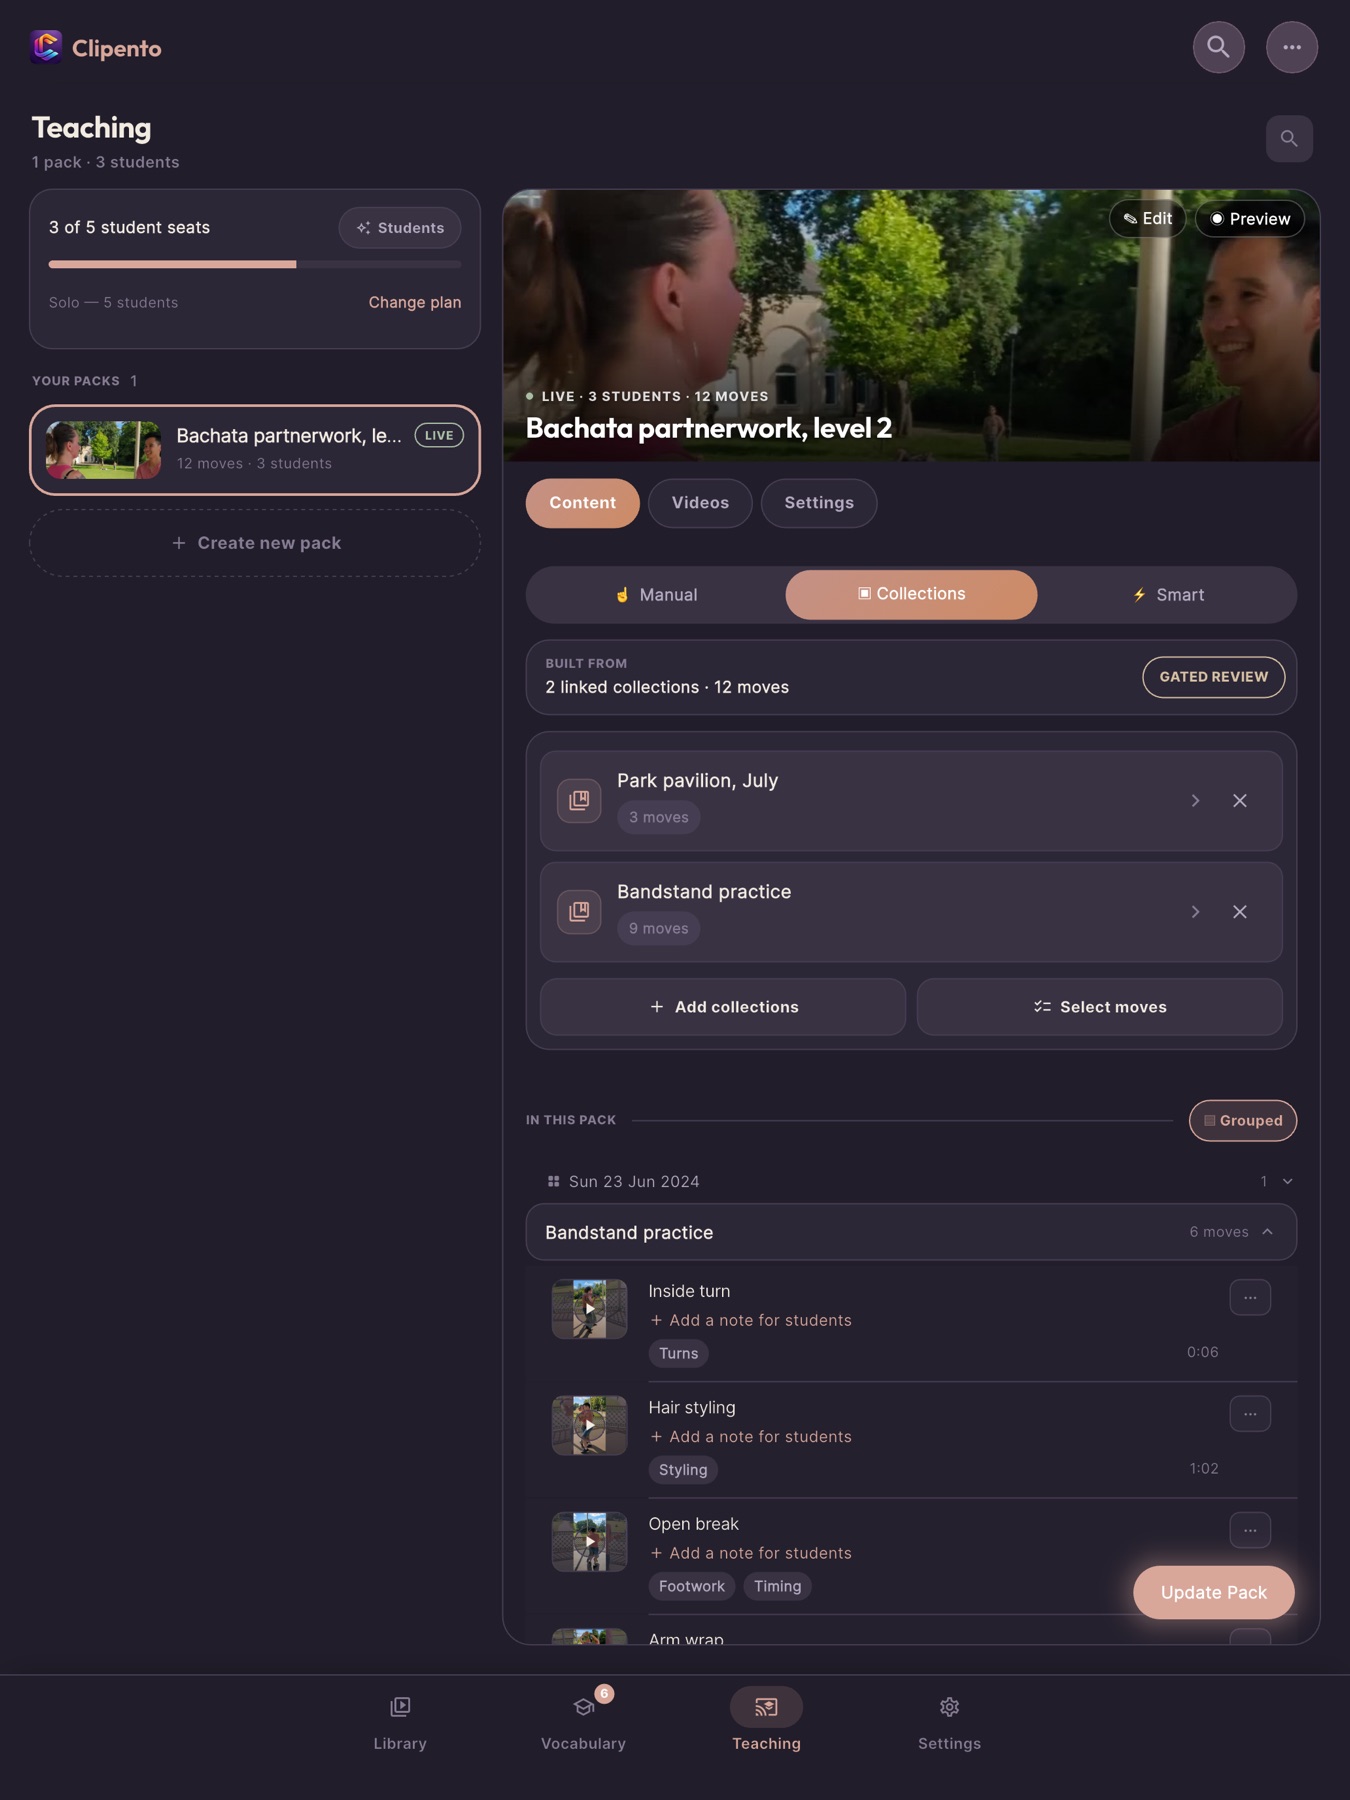 Clipento
Teaching
1 pack · 3 students
3 of 5 student seats
Students
Solo — 5 students
Change plan
YOUR PACKS 1
Bachata partnerwork, le...
LIVE
12 moves · 3 students
+ Create new pack
Edit
Preview
LIVE · 3 STUDENTS · 12 MOVES
Bachata partnerwork, level 2
Content
Videos
Settings
Manual
Collections
Smart
BUILT FROM
2 linked collections · 12 moves
GATED REVIEW
Park pavilion, July
3 moves
Bandstand practice
9 moves
+ Add collections
Select moves
IN THIS PACK
Grouped
Sun 23 Jun 2024
1
Bandstand practice
6 moves
Inside turn
+ Add a note for students
Turns
0:06
Hair styling
+ Add a note for students
Styling
1:02
Open break
+ Add a note for students
Footwork
Timing
Update Pack
Arm wrap
6
Library
Vocabulary
Teaching
Settings